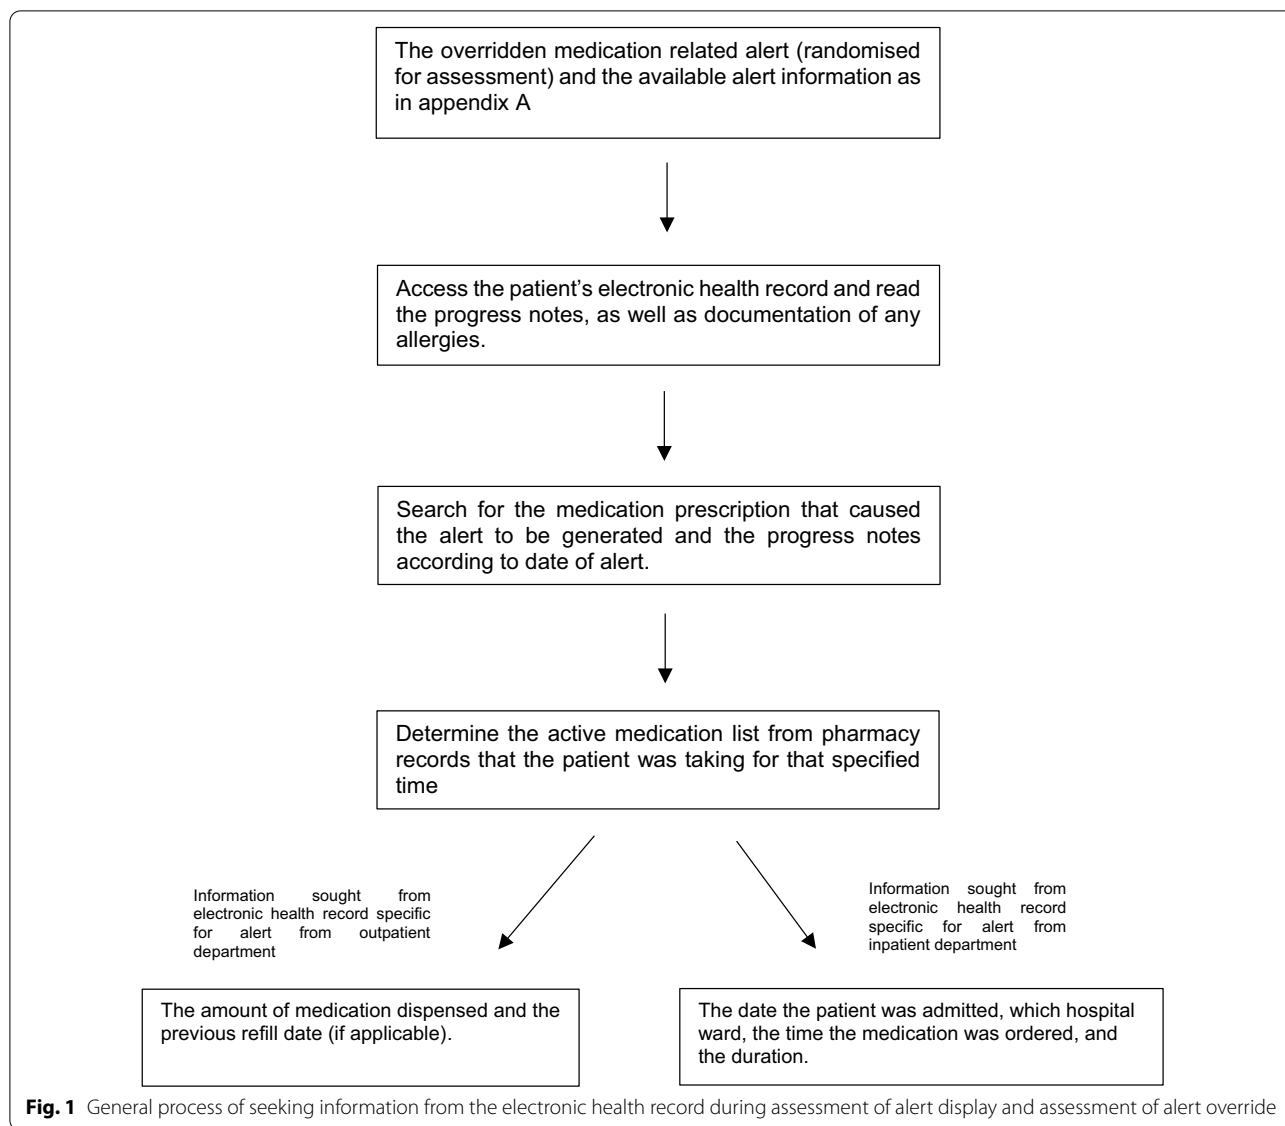 The overridden medication related alert (randomised
for assessment) and the available alert information as
in appendix A
Access the patient's electronic health record and read
the progress notes, as well as documentation of any
allergies.
Search for the medication prescription that caused
the alert to be generated and the progress notes
according to date of alert.
Determine the active medication list from pharmacy
records that the patient was taking for that specified
time
Information sought from
electronic health record specific
for alert from outpatient
department
Information sought from
electronic health record
specific for alert from
inpatient department
The amount of medication dispensed and the
previous refill date (if applicable).
The date the patient was admitted, which hospital
ward, the time the medication was ordered, and
the duration.
Fig. 1 General process of seeking information from the electronic health record during assessment of alert display and assessment of alert override